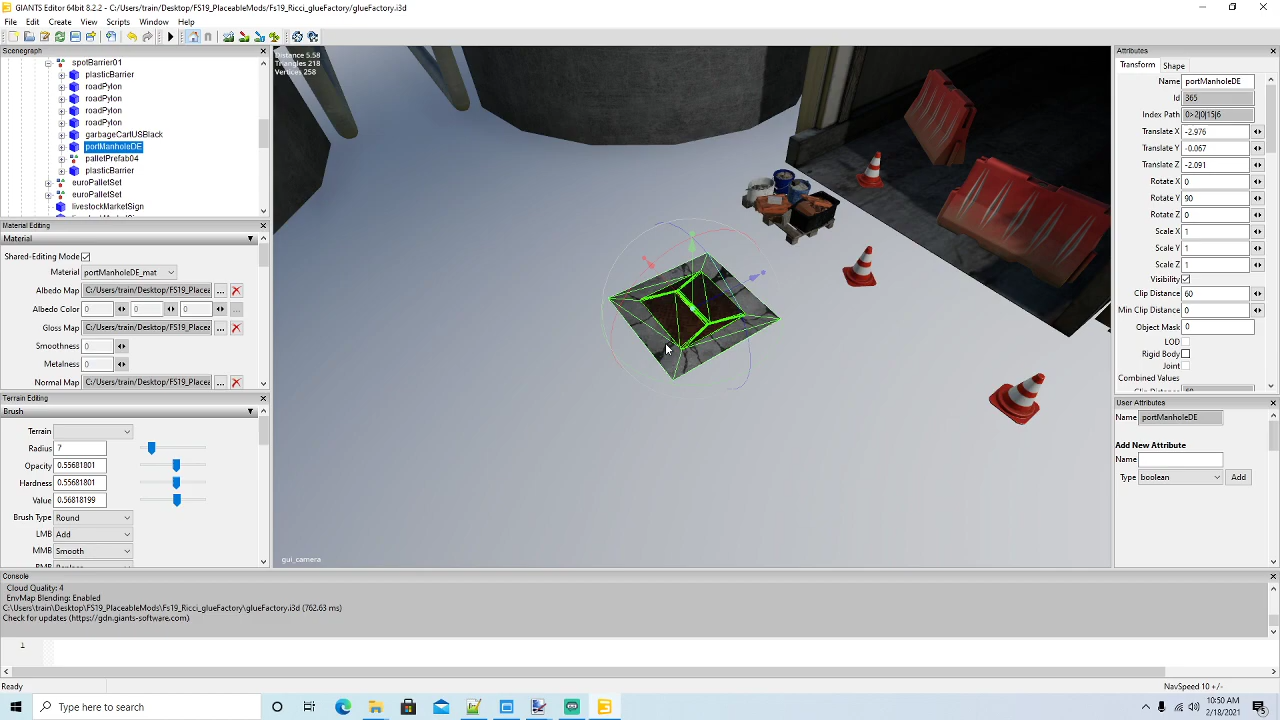 GIANTS Editor 64bit 8.2.2 - C:/Users/train/Desktop/FS19_PlaceableMods/Fs19_Ricci_glueFactory/glueFactory.i3d
File Edit Create View Scripts Window Help
Scenegraph
spotBarrier01
plasticBarrier
roadPylon
roadPylon
roadPylon
roadPylon
garbageCartUSBlack
portManholeDE
palletPrefab04
plasticBarrier
euroPalletSet
euroPalletSet
livestockMarketSign
Material Editing
Material
Shared-Editing Mode
Material portManholeDE_mat
Albedo Map C:/Users/train/Desktop/FS19_Placea ...
Albedo Color 0 0 0 ...
Gloss Map C:/Users/train/Desktop/FS19_Placea ...
Smoothness 0
Metalness 0
Normal Map C:/Users/train/Desktop/FS19_Placea ...
Terrain Editing
Brush
Terrain
Radius 7
Opacity 0.55681801
Hardness 0.55681801
Value 0.56818199
Brush Type Round
LMB Add
MMB Smooth
Distance 5.58
Triangles 218
Vertices 258
gui_camera
Attributes
Transform Shape
Name portManholeDE
Id 365
Index Path 0>2|0|15|6
Translate X -2.976
Translate Y -0.067
Translate Z -2.091
Rotate X 0
Rotate Y 90
Rotate Z 0
Scale X 1
Scale Y 1
Scale Z 1
Visibility
Clip Distance 60
Min Clip Distance 0
Object Mask 0
LOD
Rigid Body
Joint
Combined Values
User Attributes
Name portManholeDE
Add New Attribute
Name
Type boolean Add
Console
Cloud Quality: 4
EnvMap Blending: Enabled
C:\Users\train\Desktop\FS19_PlaceableMods\Fs19_Ricci_glueFactory\glueFactory.i3d (762.63 ms)
Check for updates (https://gdn.giants-software.com)
1
Ready
NavSpeed 10 +/-
Type here to search
10:50 AM
2/18/2021